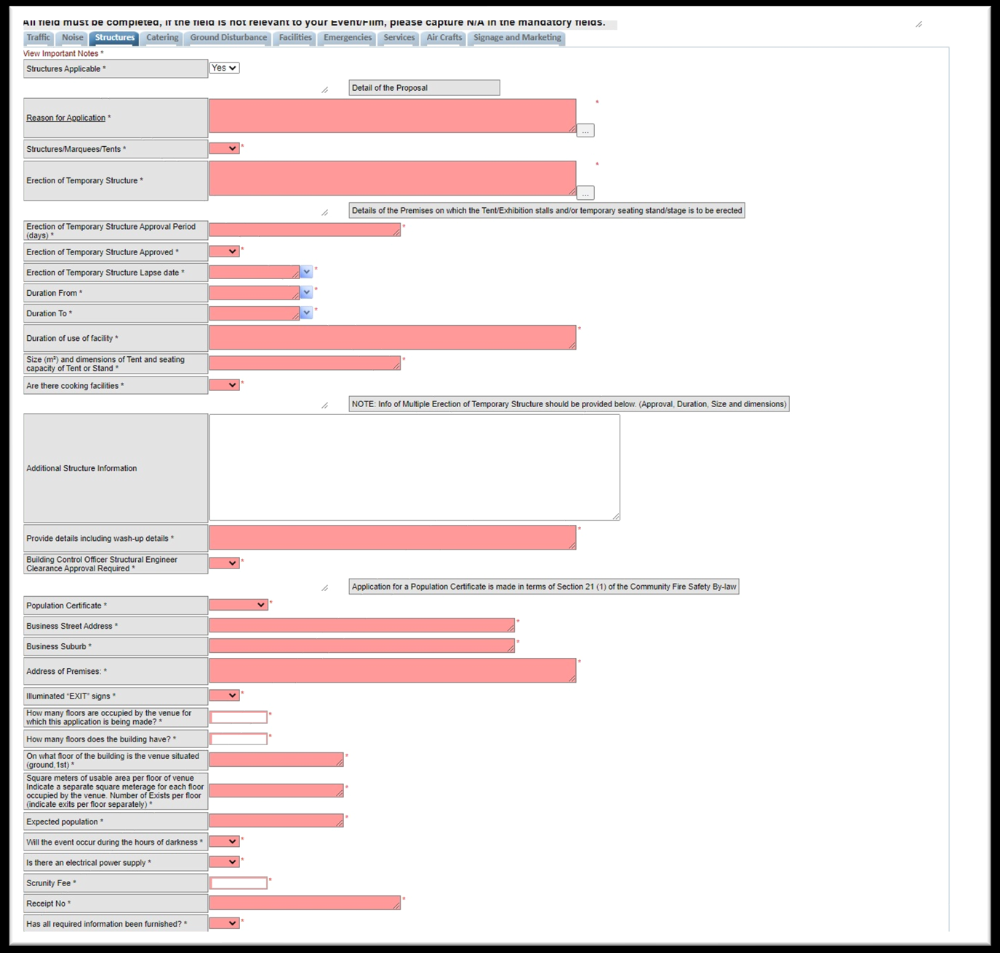 All field must be completed, if the field is not relevant to your Event/Film, please capture N/A in the mandatory fields.
Traffic Noise Structures Catering Ground Disturbance Facilities Emergencies Services Air Crafts Signage and Marketing
View Important Notes *
Structures Applicable * Yes
Detail of the Proposal
Reason for Application * *
...
Structures/Marquees/Tents * *
Erection of Temporary Structure * *
...
Details of the Premises on which the Tent/Exhibition stalls and/or temporary seating stand/stage is to be erected
Erection of Temporary Structure Approval Period
(days) * *
Erection of Temporary Structure Approved * *
Erection of Temporary Structure Lapse date * *
Duration From * *
Duration To * *
Duration of use of facility * *
Size (m²) and dimensions of Tent and seating
capacity of Tent or Stand * *
Are there cooking facilities * *
NOTE: Info of Multiple Erection of Temporary Structure should be provided below. (Approval, Duration, Size and dimensions)
Additional Structure Information
Provide details including wash-up details * *
Building Control Officer Structural Engineer
Clearance Approval Required * *
Application for a Population Certificate is made in terms of Section 21 (1) of the Community Fire Safety By-law
Population Certificate * *
Business Street Address * *
Business Suburb * *
Address of Premises: * *
Illuminated “EXIT” signs * *
How many floors are occupied by the venue for
which this application is being made? * *
How many floors does the building have? * *
On what floor of the building is the venue situated
(ground,1st) * *
Square meters of usable area per floor of venue
Indicate a separate square meterage for each floor
occupied by the venue. Number of Exists per floor
(indicate exits per floor separately) * *
Expected population * *
Will the event occur during the hours of darkness * *
Is there an electrical power supply * *
Scrunity Fee * *
Receipt No * *
Has all required information been furnished? * *